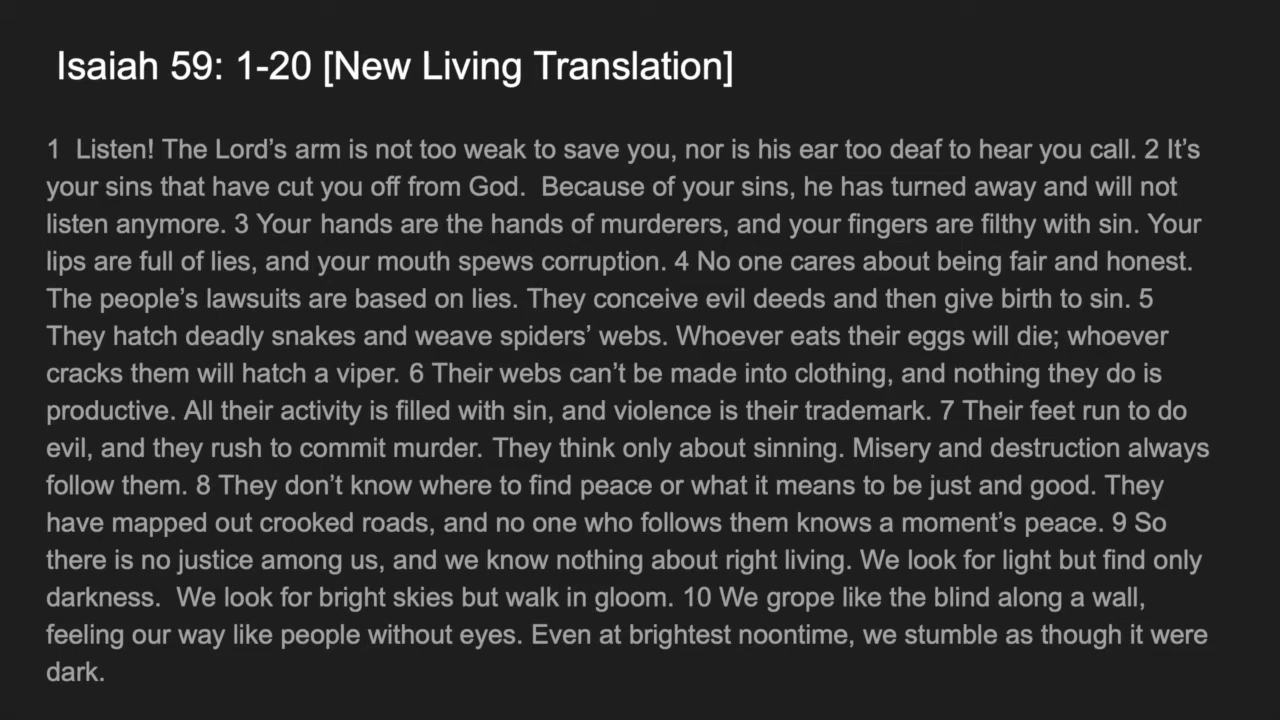 Isaiah 59: 1-20 [New Living Translation]
1  Listen! The Lord’s arm is not too weak to save you, nor is his ear too deaf to hear you call. 2 It’s
your sins that have cut you off from God.  Because of your sins, he has turned away and will not
listen anymore. 3 Your hands are the hands of murderers, and your fingers are filthy with sin. Your
lips are full of lies, and your mouth spews corruption. 4 No one cares about being fair and honest.
The people’s lawsuits are based on lies. They conceive evil deeds and then give birth to sin. 5
They hatch deadly snakes and weave spiders’ webs. Whoever eats their eggs will die; whoever
cracks them will hatch a viper. 6 Their webs can’t be made into clothing, and nothing they do is
productive. All their activity is filled with sin, and violence is their trademark. 7 Their feet run to do
evil, and they rush to commit murder. They think only about sinning. Misery and destruction always
follow them. 8 They don’t know where to find peace or what it means to be just and good. They
have mapped out crooked roads, and no one who follows them knows a moment’s peace. 9 So
there is no justice among us, and we know nothing about right living. We look for light but find only
darkness.  We look for bright skies but walk in gloom. 10 We grope like the blind along a wall,
feeling our way like people without eyes. Even at brightest noontime, we stumble as though it were
dark.